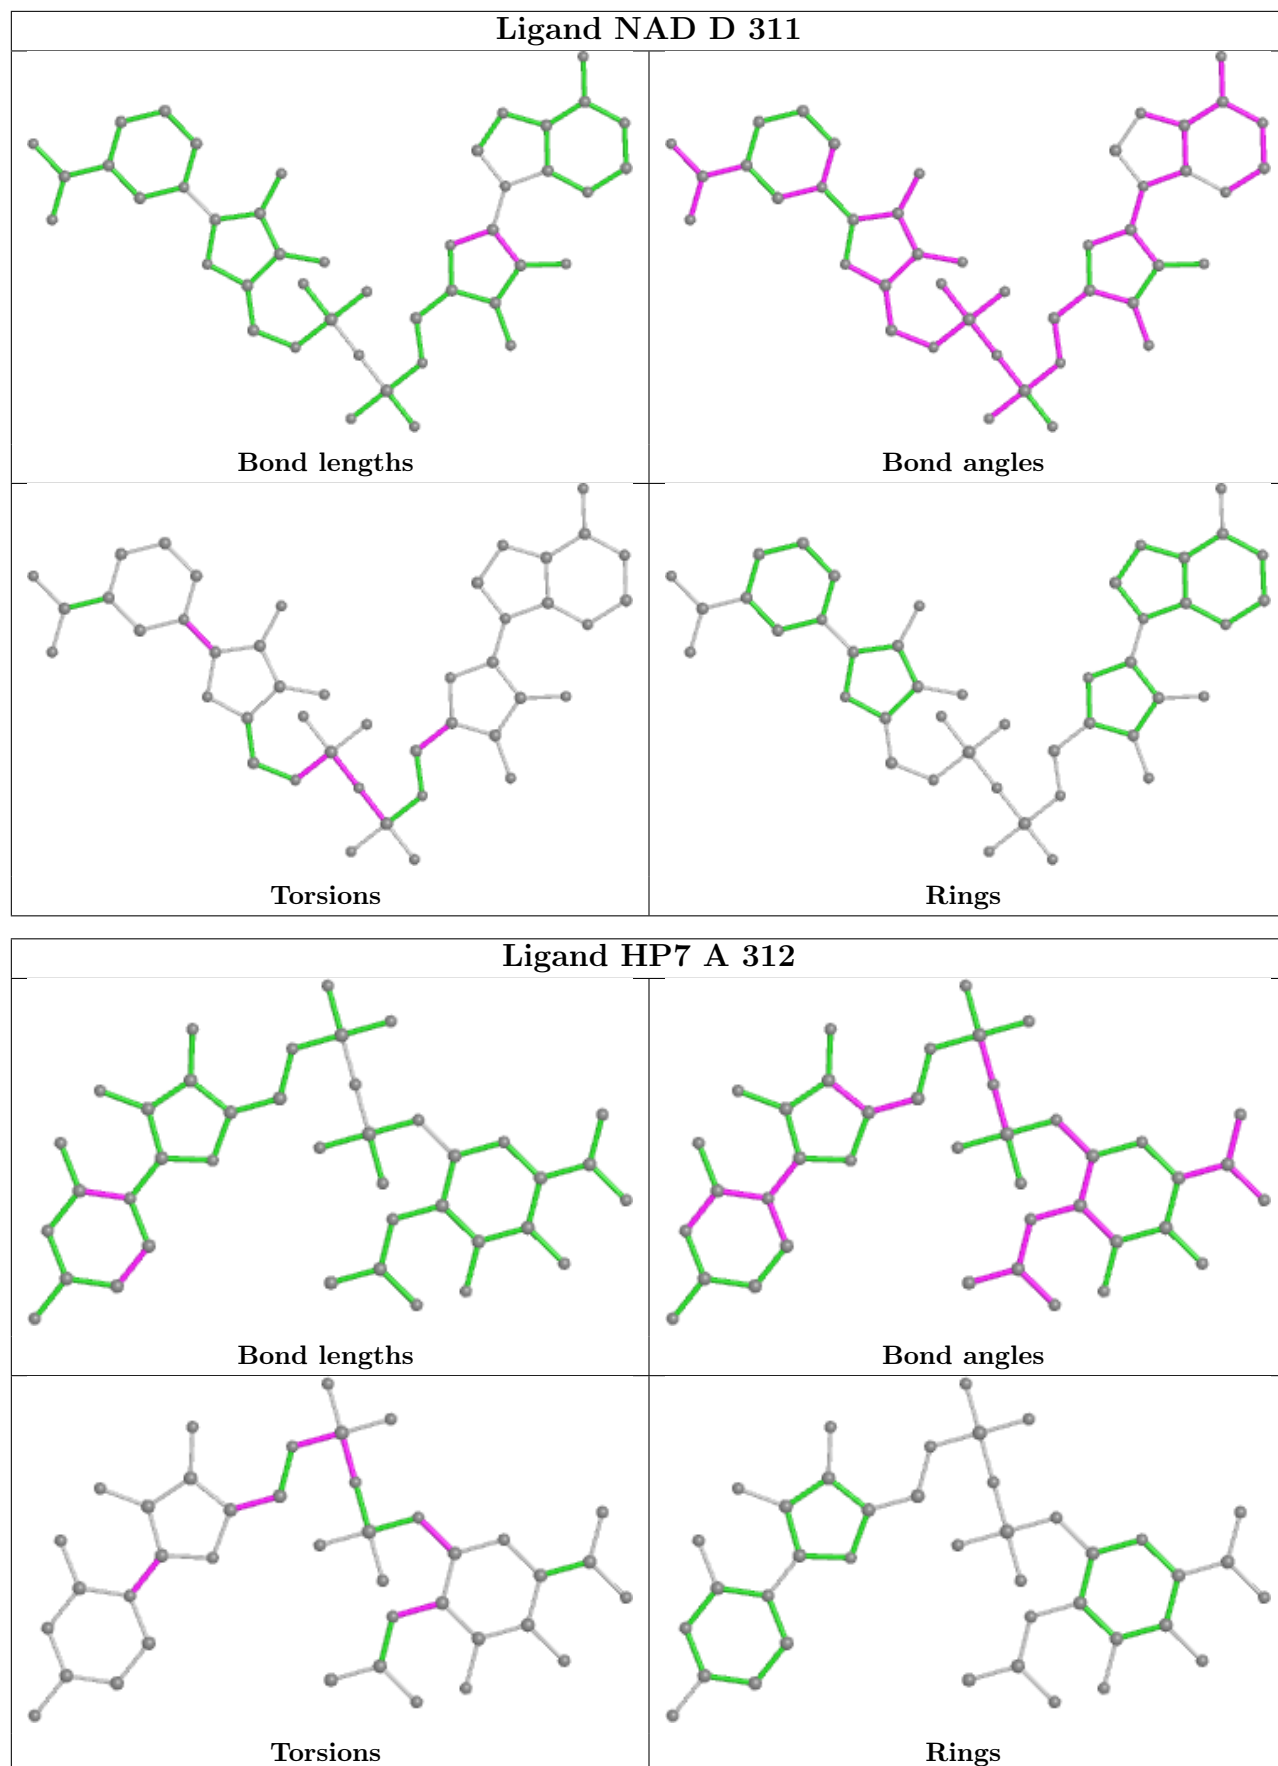 Ligand NAD D 311
Bond lengths
Bond angles
Torsions
Rings
Ligand HP7 A 312
Bond lengths
Bond angles
Torsions
Rings